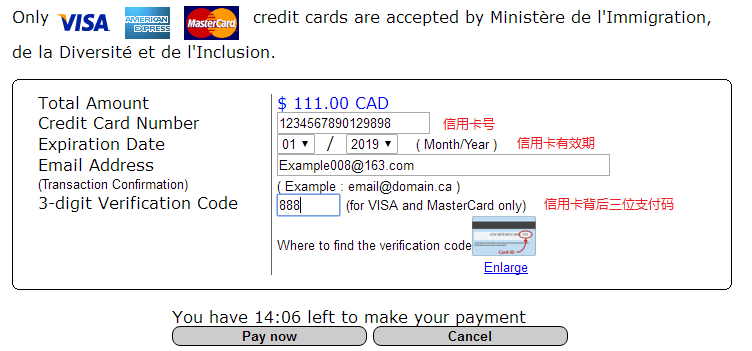 Only VISA AMERICAN EXPRESS MasterCard credit cards are accepted by Ministère de l'Immigration,
de la Diversité et de l'Inclusion.
Total Amount $ 111.00 CAD
Credit Card Number 1234567890129898 信用卡号
Expiration Date 01 / 2019 ( Month/Year ) 信用卡有效期
Email Address Example008@163.com
(Transaction Confirmation) ( Example : email@domain.ca )
3-digit Verification Code 888 (for VISA and MasterCard only) 信用卡背后三位支付码
Where to find the verification code
Card ID
Enlarge
You have 14:06 left to make your payment
Pay now Cancel